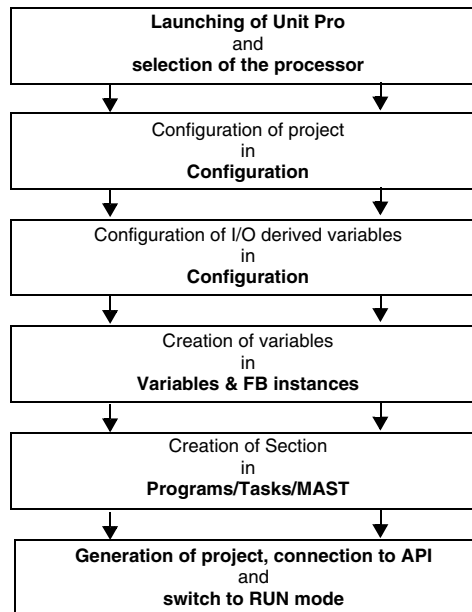 Launching of Unit Pro
and
selection of the processor
Configuration of project
in
Configuration
Configuration of I/O derived variables
in
Configuration
Creation of variables
in
Variables & FB instances
Creation of Section
in
Programs/Tasks/MAST
Generation of project, connection to API
and
switch to RUN mode